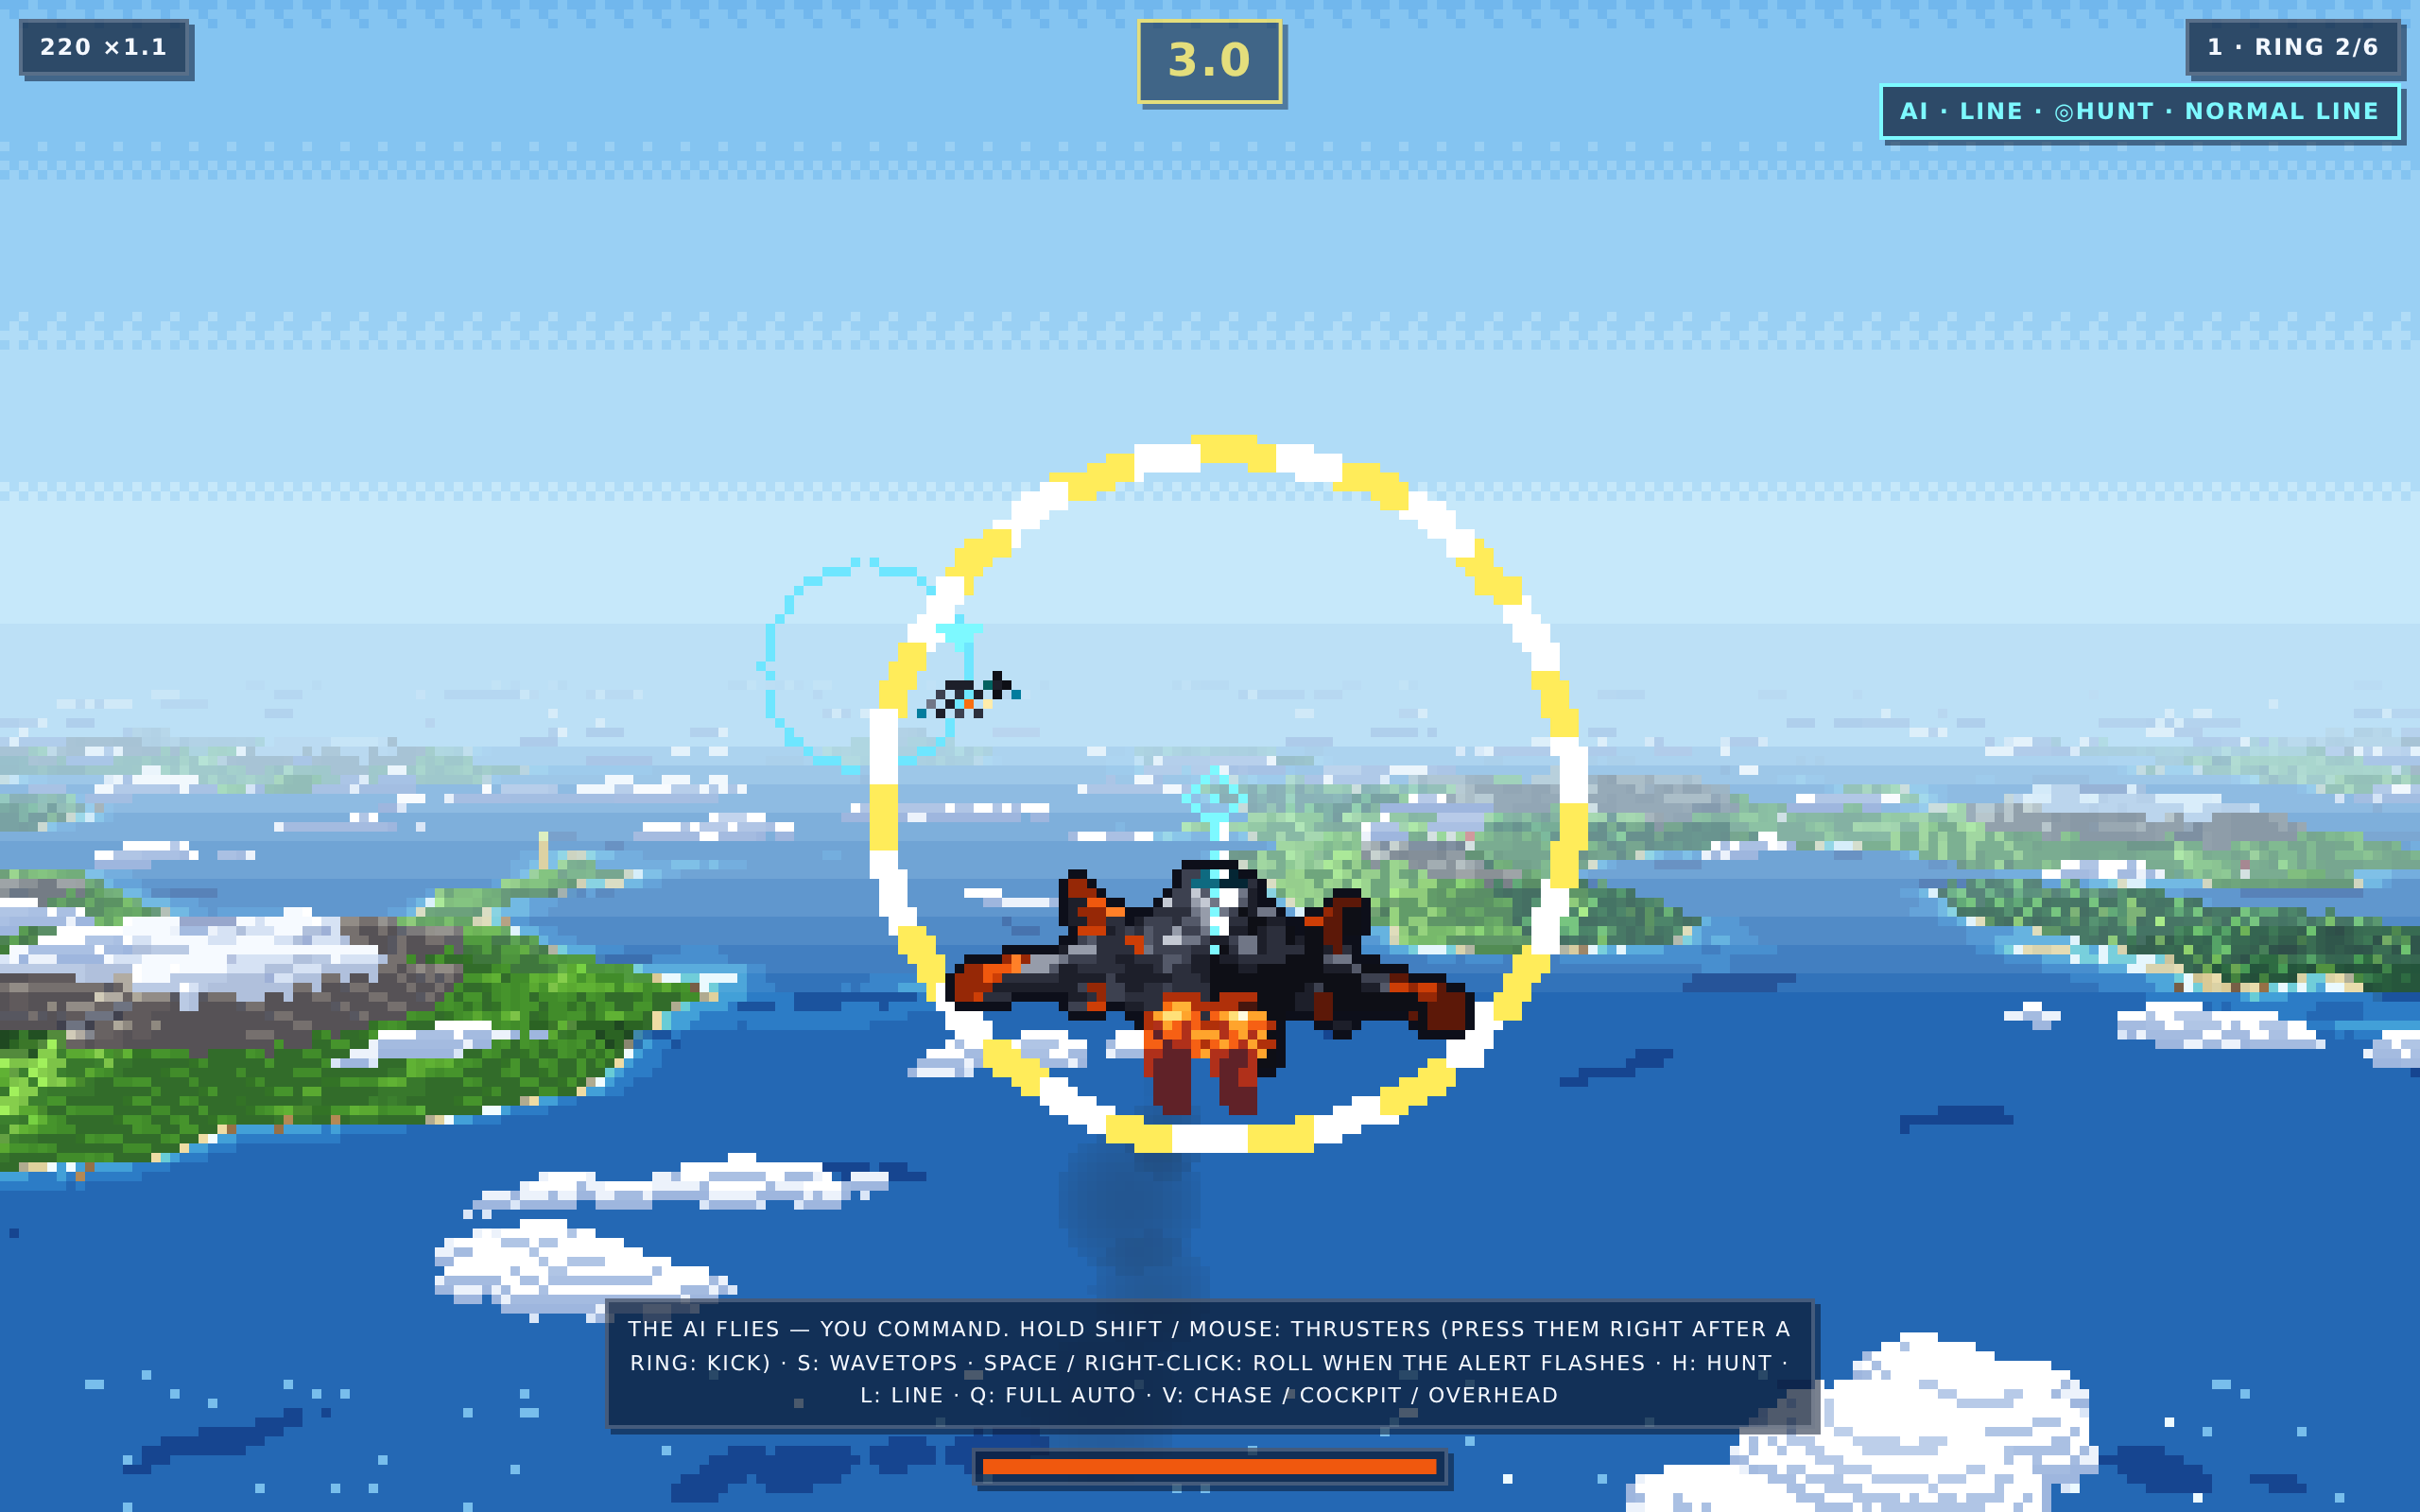 220 ×1.1
3.0
1 · RING 2/6
AI · LINE · ◎HUNT · NORMAL LINE
THE AI FLIES — YOU COMMAND. HOLD SHIFT / MOUSE: THRUSTERS (PRESS THEM RIGHT AFTER A
RING: KICK) · S: WAVETOPS · SPACE / RIGHT-CLICK: ROLL WHEN THE ALERT FLASHES · H: HUNT ·
L: LINE · Q: FULL AUTO · V: CHASE / COCKPIT / OVERHEAD